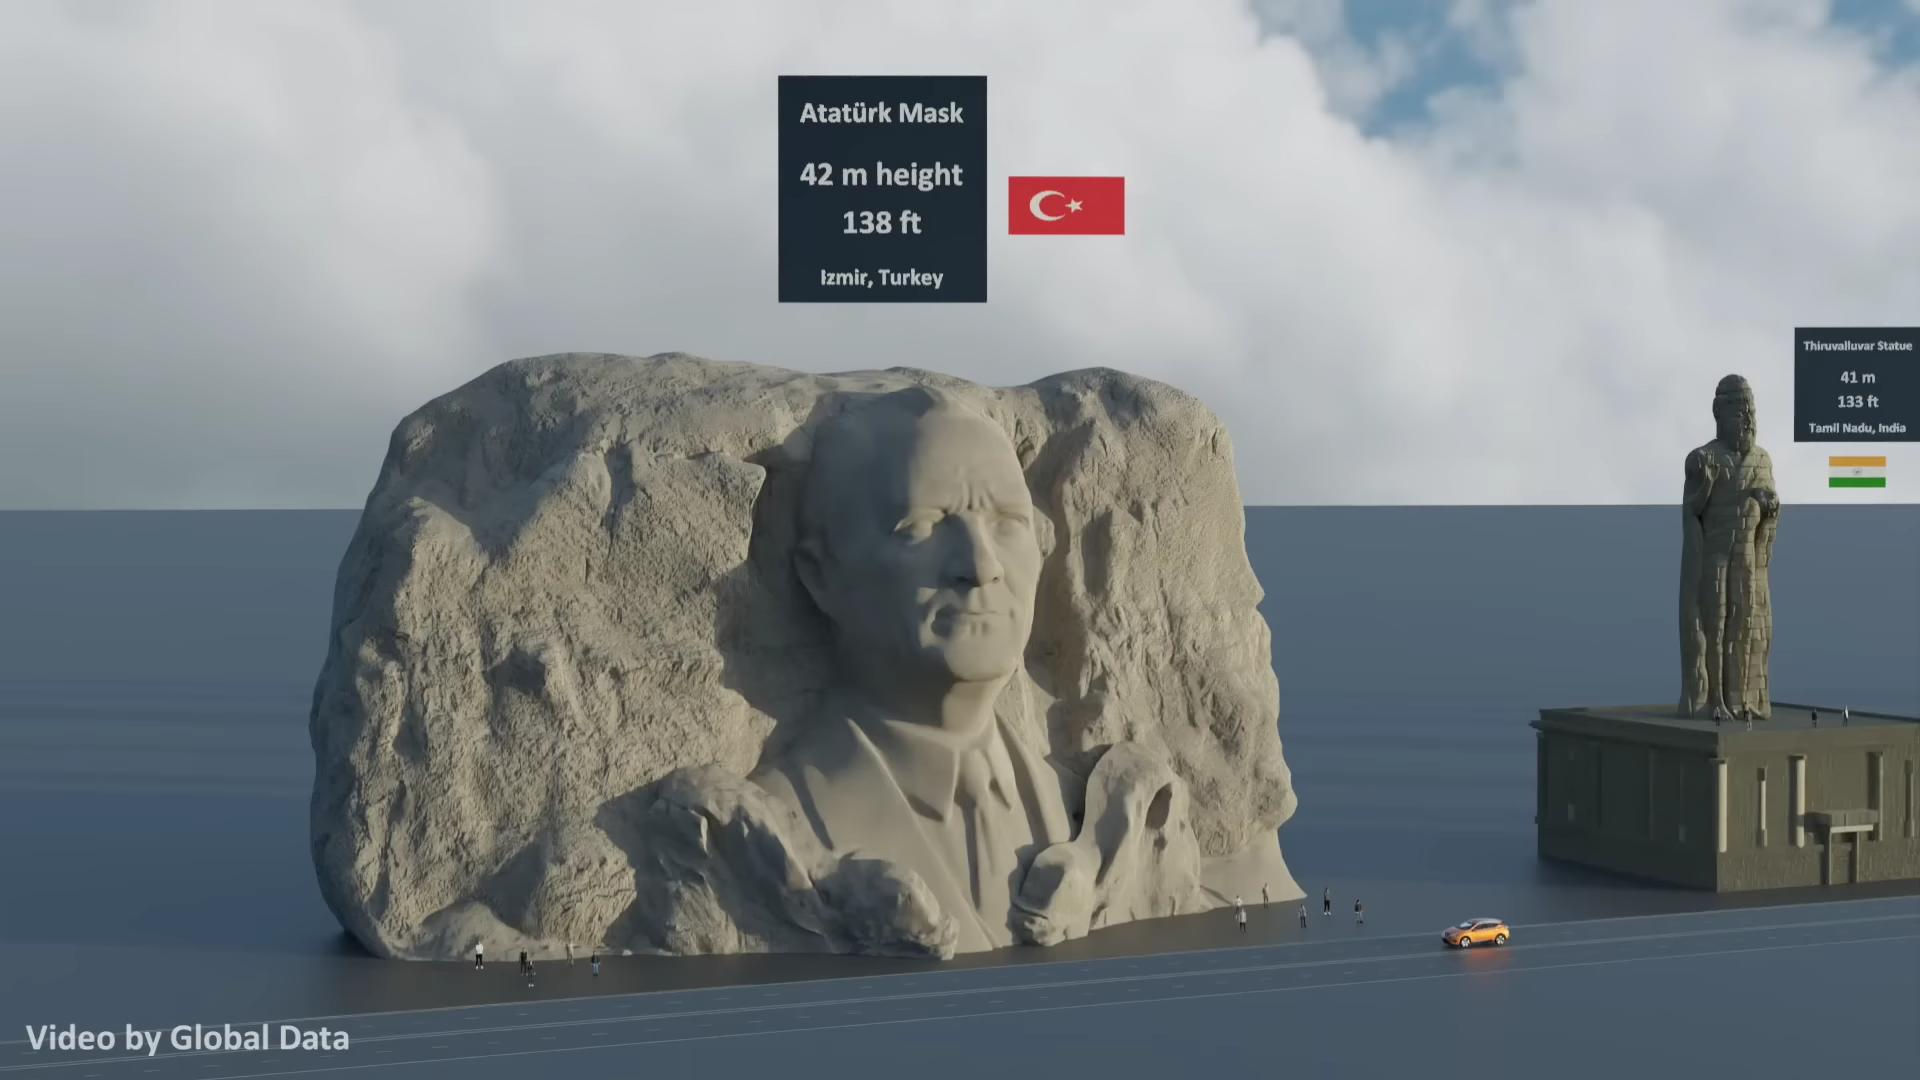 Atatürk Mask
42 m height
138 ft
Izmir, Turkey
Thiruvalluvar Statue
41 m
133 ft
Tamil Nadu, India
Video by Global Data